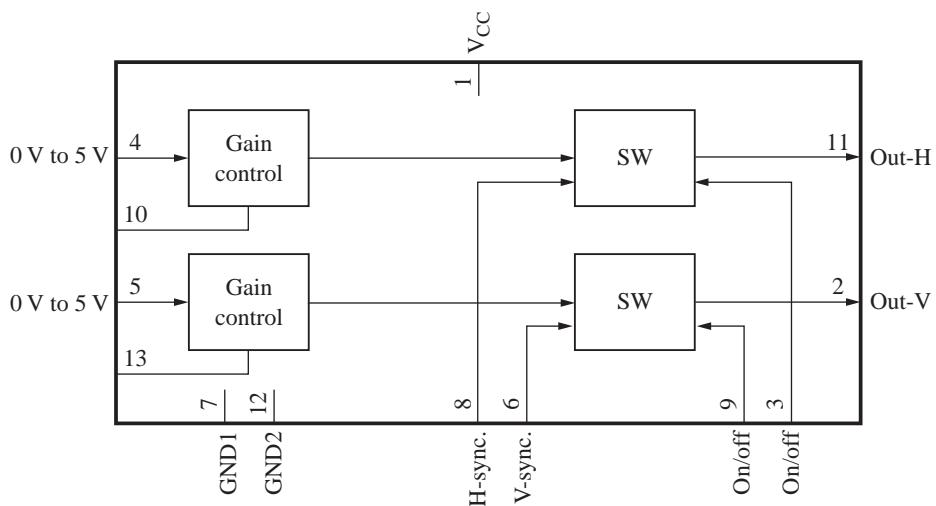 VCC
1
0 V to 5 V
4
Gain
control
SW
11
Out-H
10
0 V to 5 V
5
Gain
control
SW
2
Out-V
13
7
12
8
6
9
3
GND1
GND2
H-sync.
V-sync.
On/off
On/off